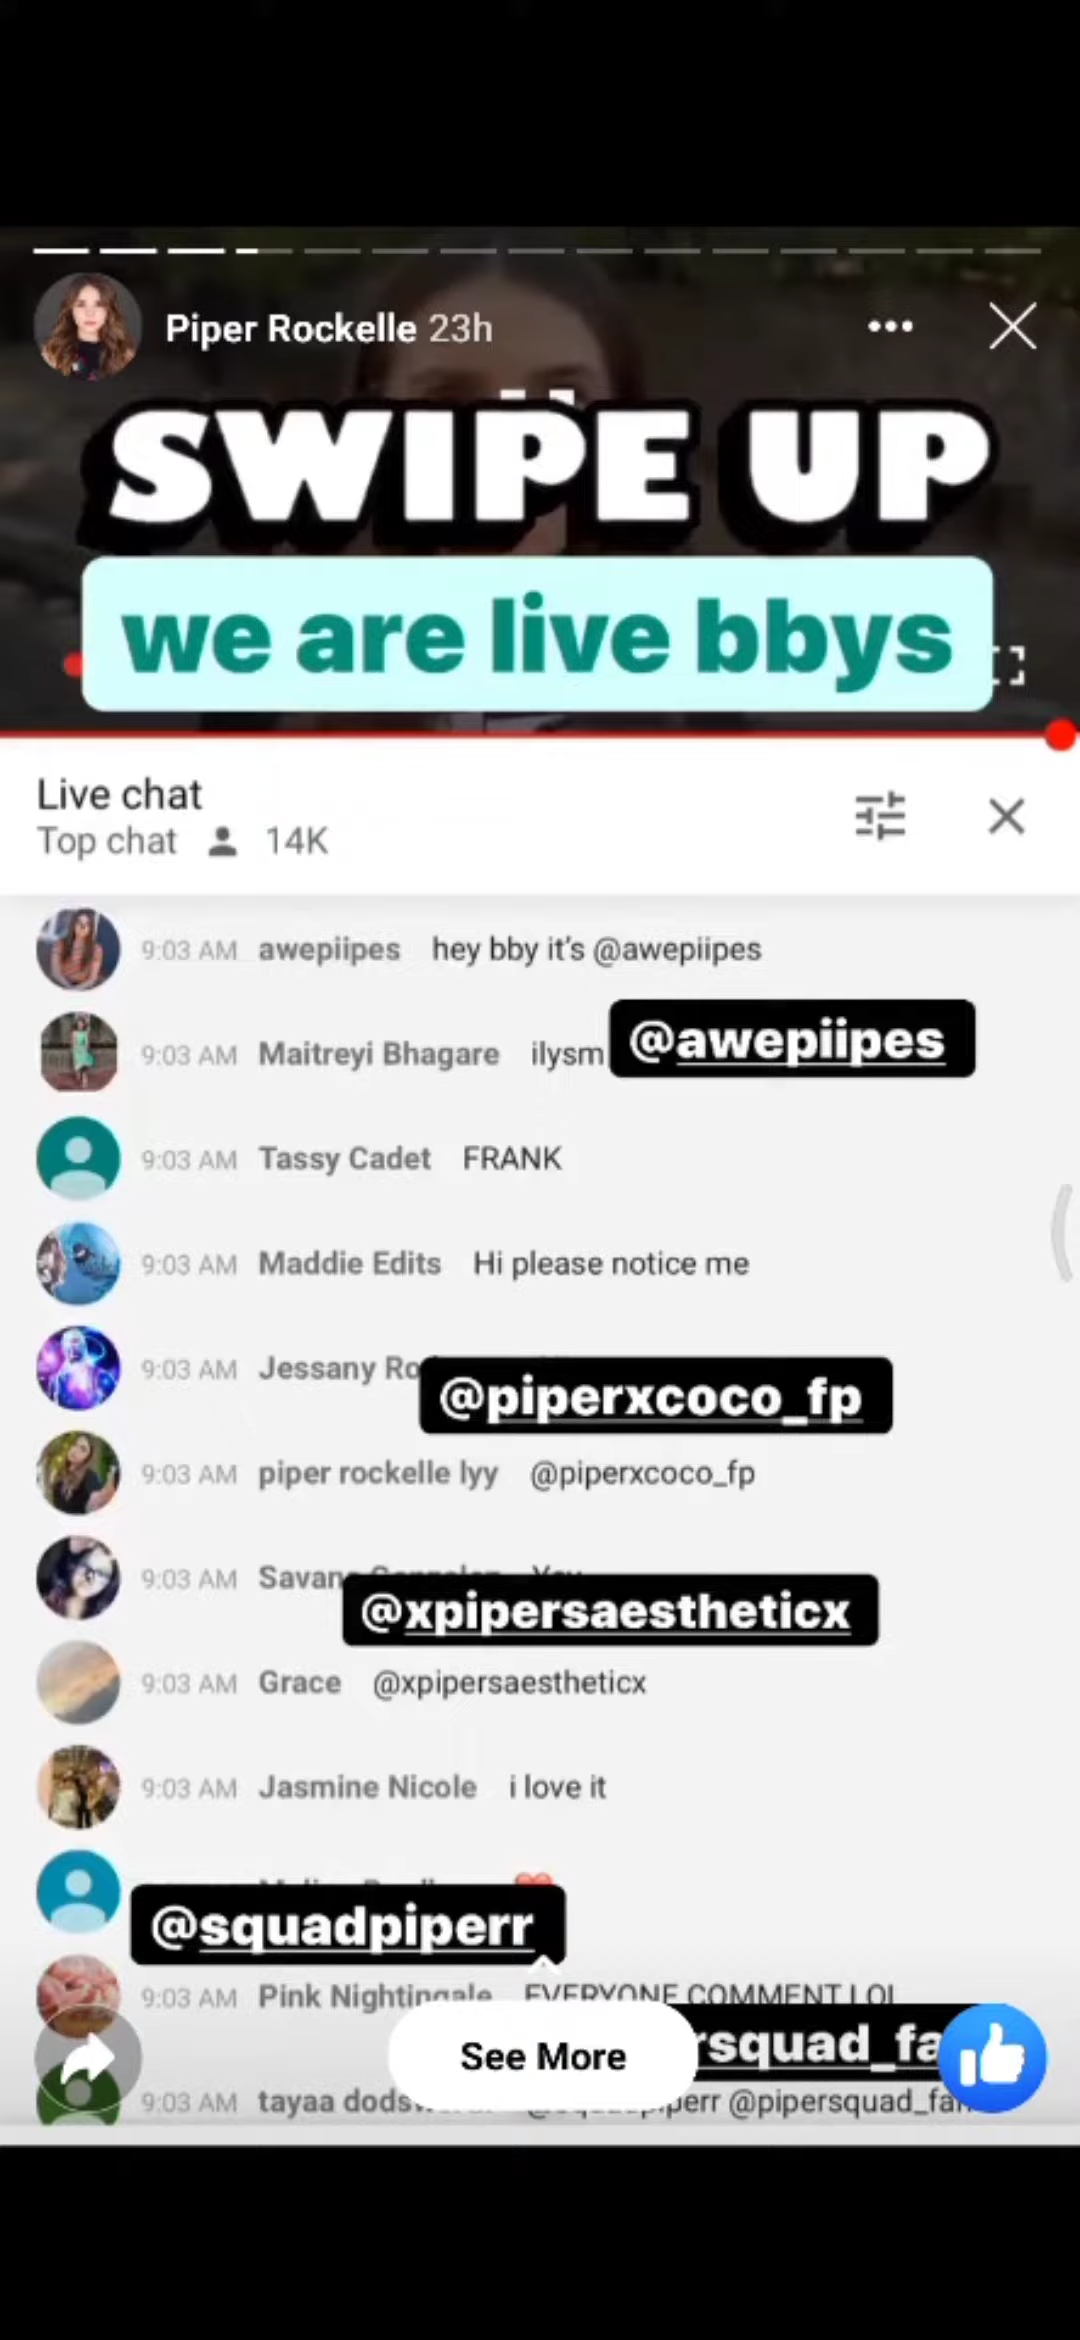 Piper Rockelle 23h
SWIPE UP
we are live bbys
Live chat
Top chat 14K
9:03 AM awepiipes hey bby it's @awepiipes
@awepiipes
9:03 AM Maitreyi Bhagare ilysm
9:03 AM Tassy Cadet FRANK
9:03 AM Maddie Edits Hi please notice me
9:03 AM Jessany
@piperxcoco_fp
9:03 AM piper rockelle lyy @piperxcoco_fp
9:03 AM
@xpipersaestheticx
9:03 AM Grace @xpipersaestheticx
9:03 AM Jasmine Nicole i love it
@squadpiperr
9:03 AM Pink Nightingale EVERYONE COMMENT LOL
See More
9:03 AM tayaa